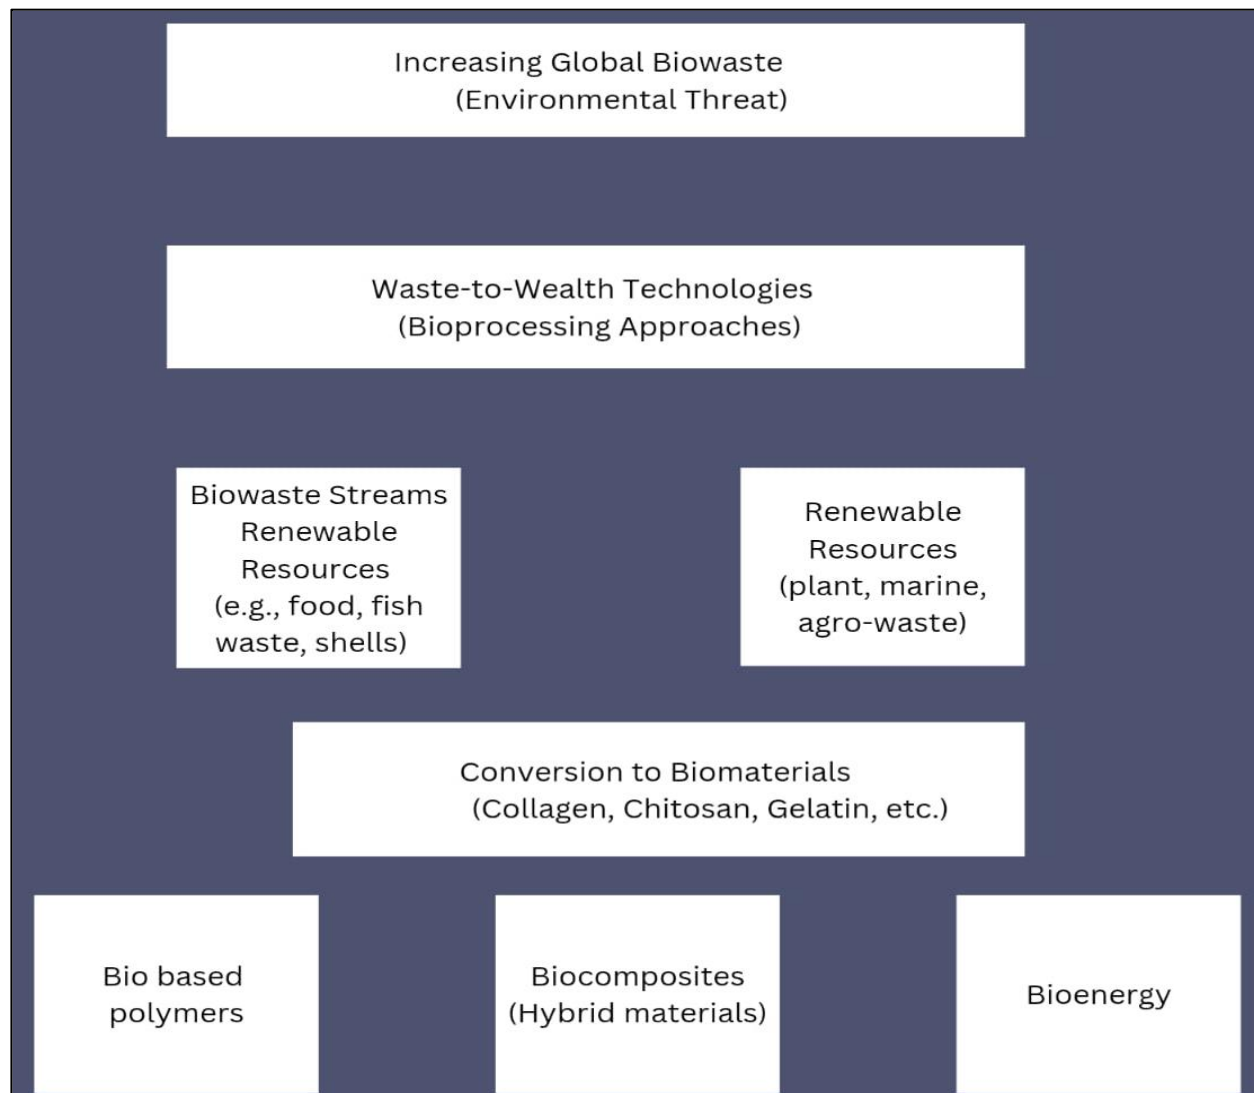 Increasing Global Biowaste
(Environmental Threat)
Waste-to-Wealth Technologies
(Bioprocessing Approaches)
Biowaste Streams
Renewable
Resources
(e.g., food, fish
waste, shells)
Renewable
Resources
(plant, marine,
agro-waste)
Conversion to Biomaterials
(Collagen, Chitosan, Gelatin, etc.)
Bio based
polymers
Biocomposites
(Hybrid materials)
Bioenergy